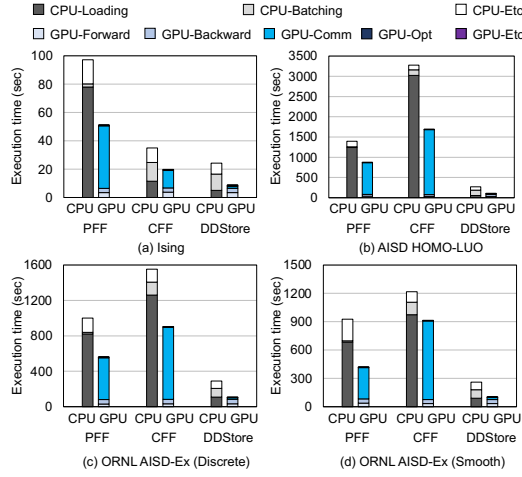 CPU-Loading CPU-Batching CPU-Etc
GPU-Forward GPU-Backward GPU-Comm GPU-Opt GPU-Etc
Execution time (sec)
100
80
60
40
20
0
CPU GPU CPU GPU CPU GPU
PFF CFF DDStore
(a) Ising
Execution time (sec)
3500
3000
2500
2000
1500
1000
500
0
CPU GPU CPU GPU CPU GPU
PFF CFF DDStore
(b) AISD HOMO-LUO
Execution time (sec)
1600
1200
800
400
0
CPU GPU CPU GPU CPU GPU
PFF CFF DDStore
(c) ORNL AISD-Ex (Discrete)
Execution time (sec)
1500
1200
900
600
300
0
CPU GPU CPU GPU CPU GPU
PFF CFF DDStore
(d) ORNL AISD-Ex (Smooth)